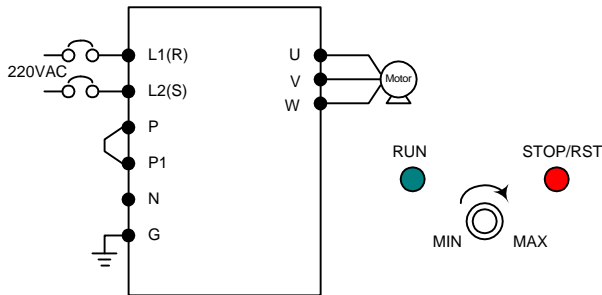 L1(R)
U
220VAC
L2(S)
V
Motor
W
P
P1
RUN
STOP/RST
N
G
MIN
MAX